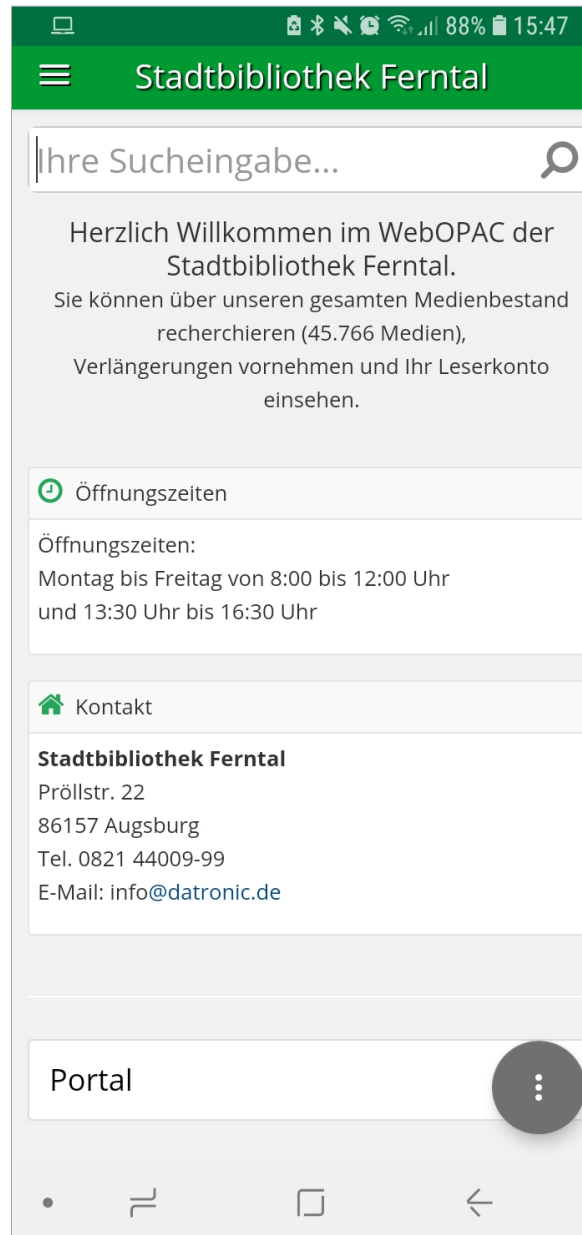 88% 15:47
Stadtbibliothek Ferntal
Ihre Sucheingabe...
Herzlich Willkommen im WebOPAC der
Stadtbibliothek Ferntal.
Sie können über unseren gesamten Medienbestand
recherchieren (45.766 Medien),
Verlängerungen vornehmen und Ihr Leserkonto
einsehen.
Öffnungszeiten
Öffnungszeiten:
Montag bis Freitag von 8:00 bis 12:00 Uhr
und 13:30 Uhr bis 16:30 Uhr
Kontakt
Stadtbibliothek Ferntal
Pröllstr. 22
86157 Augsburg
Tel. 0821 44009-99
E-Mail: info@datronic.de
Portal